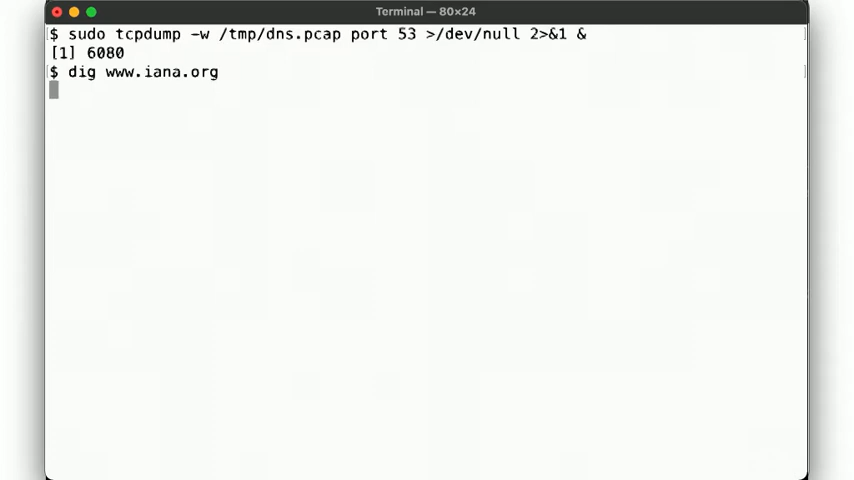 Terminal — 80×24
$ sudo tcpdump -w /tmp/dns.pcap port 53 >/dev/null 2>&1 &
[1] 6080
$ dig www.iana.org